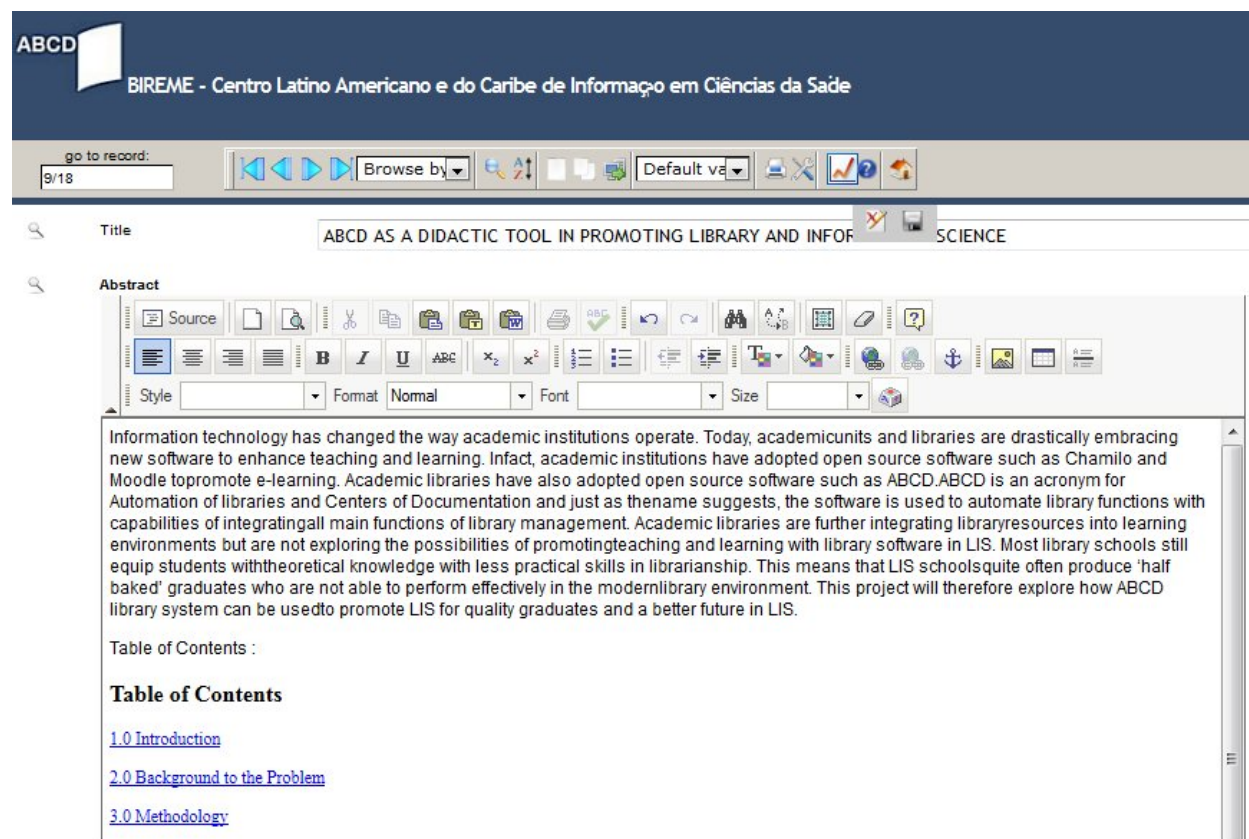 ABCD
BIREME - Centro Latino Americano e do Caribe de Informaç›o em Ciências da Saide
go to record:
9/18
Browse by
Default va
Title
ABCD AS A DIDACTIC TOOL IN PROMOTING LIBRARY AND INFOR SCIENCE
Abstract
Source
Style
Format Normal
Font
Size
Information technology has changed the way academic institutions operate. Today, academicunits and libraries are drastically embracing
new software to enhance teaching and learning. Infact, academic institutions have adopted open source software such as Chamilo and
Moodle topromote e-learning. Academic libraries have also adopted open source software such as ABCD.ABCD is an acronym for
Automation of libraries and Centers of Documentation and just as thename suggests, the software is used to automate library functions with
capabilities of integratingall main functions of library management. Academic libraries are further integrating libraryresources into learning
environments but are not exploring the possibilities of promotingteaching and learning with library software in LIS. Most library schools still
equip students withtheoretical knowledge with less practical skills in librarianship. This means that LIS schoolsquite often produce ‘half
baked’ graduates who are not able to perform effectively in the modernlibrary environment. This project will therefore explore how ABCD
library system can be usedto promote LIS for quality graduates and a better future in LIS.
Table of Contents :
Table of Contents
1.0 Introduction
2.0 Background to the Problem
3.0 Methodology